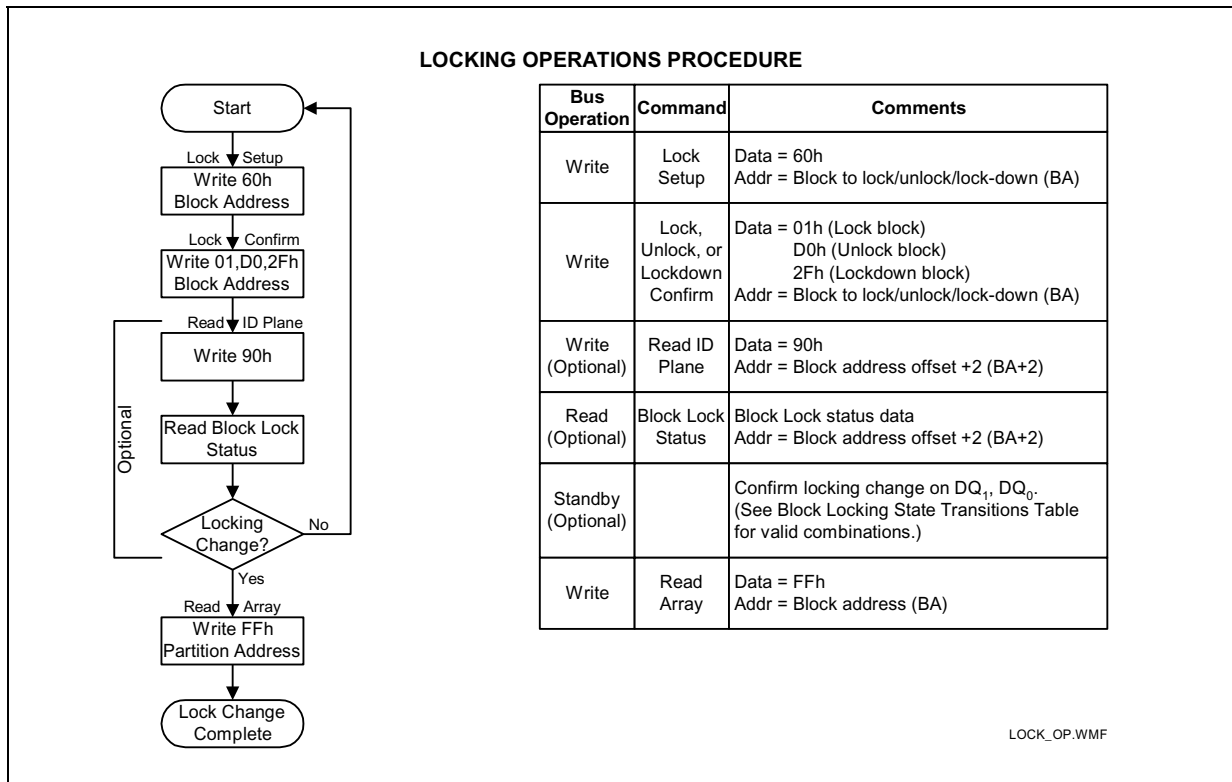 LOCKING OPERATIONS PROCEDURE
Start
Lock Setup
Write 60h
Block Address
Lock Confirm
Write 01,D0,2Fh
Block Address
Read ID Plane
Write 90h
Optional
Read Block Lock
Status
Locking
Change?
No
Yes
Read Array
Write FFh
Partition Address
Lock Change
Complete
Bus
Operation
Command
Comments
Write
Lock
Setup
Data = 60h
Addr = Block to lock/unlock/lock-down (BA)
Write
Lock,
Unlock, or
Lockdown
Confirm
Data = 01h (Lock block)
D0h (Unlock block)
2Fh (Lockdown block)
Addr = Block to lock/unlock/lock-down (BA)
Write
(Optional)
Read ID
Plane
Data = 90h
Addr = Block address offset +2 (BA+2)
Read
(Optional)
Block Lock
Status
Block Lock status data
Addr = Block address offset +2 (BA+2)
Standby
(Optional)
Confirm locking change on DQ1, DQ0.
(See Block Locking State Transitions Table
for valid combinations.)
Write
Read
Array
Data = FFh
Addr = Block address (BA)
LOCK_OP.WMF